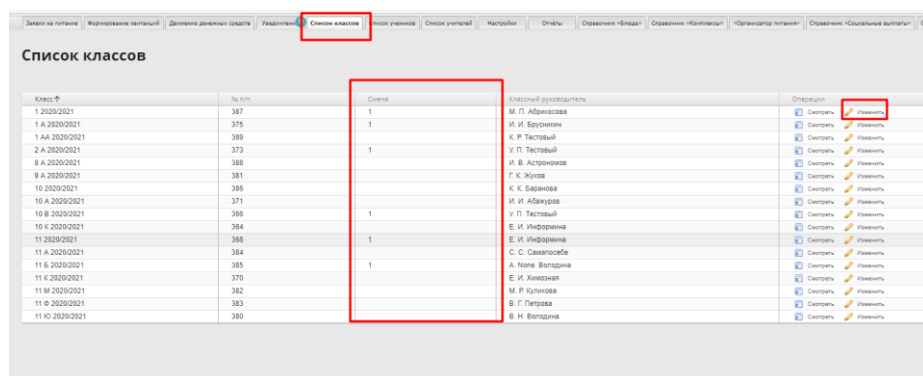 Заявки на питание Формирование квитанций Движение денежных средств Уведомлени Список классов писок учеников Список учителей Настройки Отчёты Справочник «Блюда» Справочник «Комплексы» «Организатор питания» Справочник «Социальные выплаты»
Список классов
Класс↑ № п/п Смена Классный руководитель Операции
1 2020/2021 387 1 М. П. Абрикосова Смотреть Изменить
1 А 2020/2021 375 1 И. И. Брусникин Смотреть Изменить
1 АА 2020/2021 389 К. Р. Тестовый Смотреть Изменить
2 А 2020/2021 373 1 У. П. Тестовый Смотреть Изменить
8 А 2020/2021 388 И. В. Астрономов Смотреть Изменить
9 А 2020/2021 381 Г. К. Жуков Смотреть Изменить
10 2020/2021 386 К. К. Баранова Смотреть Изменить
10 А 2020/2021 371 И. И. Абажуров Смотреть Изменить
10 В 2020/2021 366 1 У. П. Тестовый Смотреть Изменить
10 К 2020/2021 364 Е. И. Информина Смотреть Изменить
11 2020/2021 368 1 Е. И. Информина Смотреть Изменить
11 А 2020/2021 384 С. С. Самапосебе Смотреть Изменить
11 Б 2020/2021 385 1 А. None. Володина Смотреть Изменить
11 К 2020/2021 370 Е. И. Химозная Смотреть Изменить
11 М 2020/2021 382 М. Р. Куликова Смотреть Изменить
11 Ф 2020/2021 383 В. Г. Петрова Смотреть Изменить
11 Ю 2020/2021 380 В. Н. Володина Смотреть Изменить